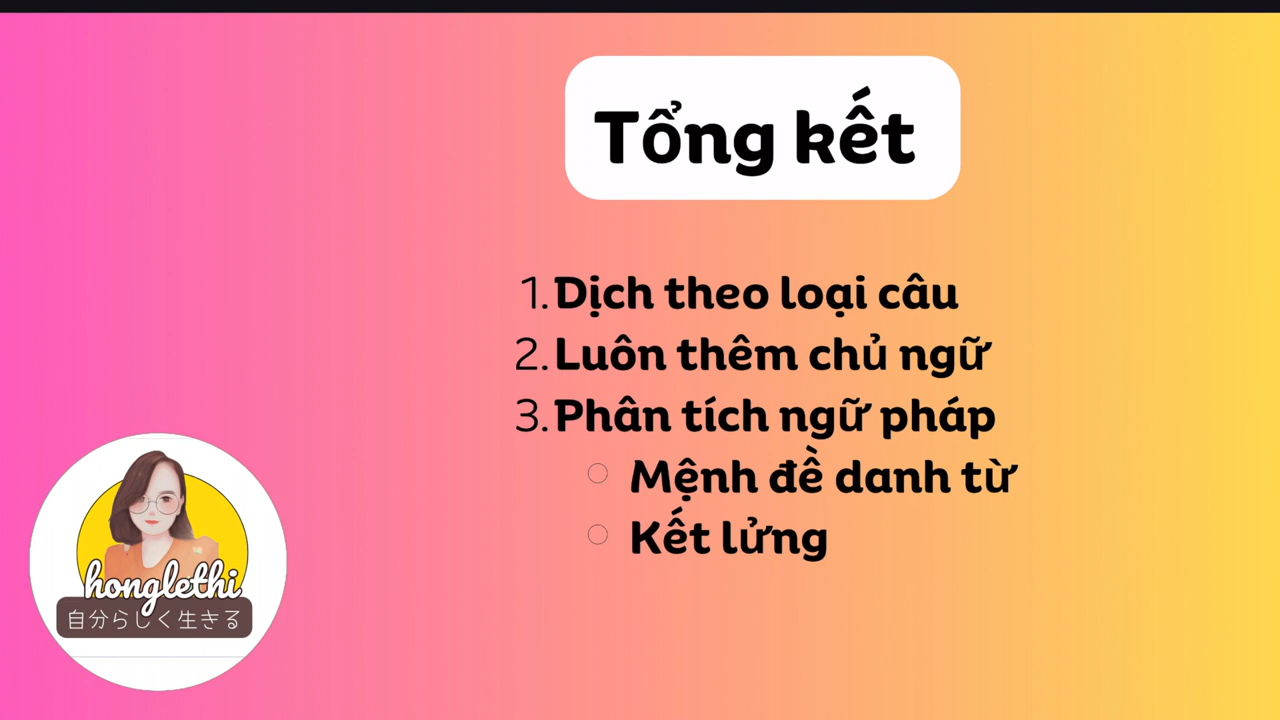 Tổng kết
1. Dịch theo loại câu
2. Luôn thêm chủ ngữ
3. Phân tích ngữ pháp
Mệnh đề danh từ
Kết lửng
honglethi
自分らしく生きる